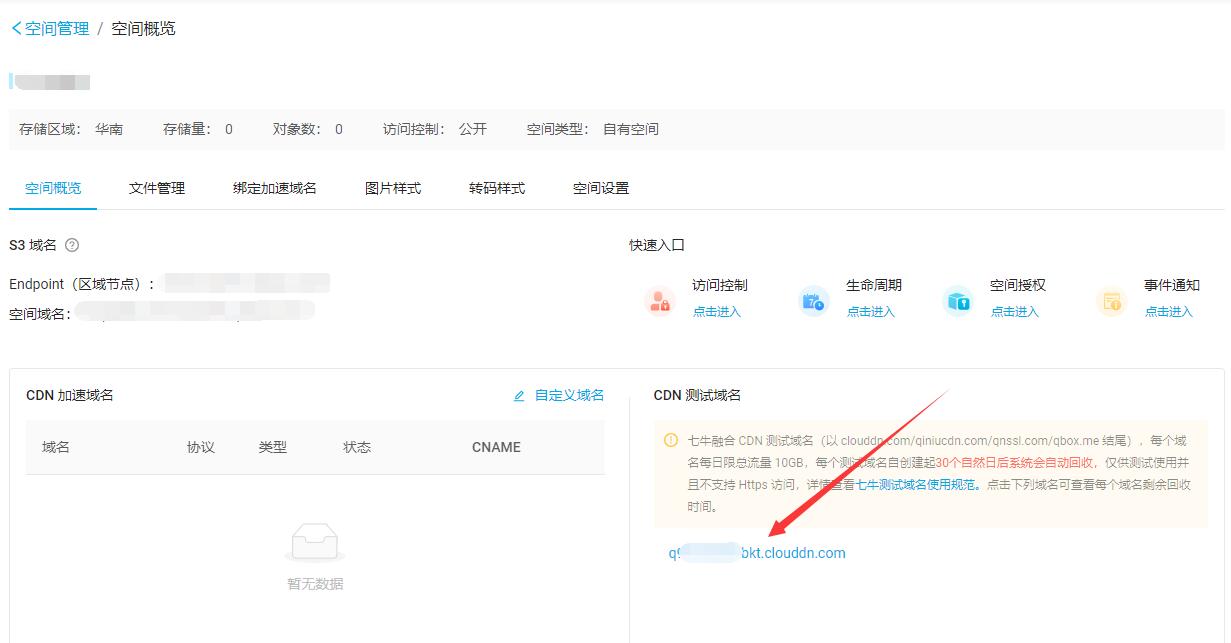 空间管理 / 空间概览
存储区域： 华南 存储量： 0 对象数： 0 访问控制： 公开 空间类型： 自有空间
空间概览 文件管理 绑定加速域名 图片样式 转码样式 空间设置
S3 域名 ?
Endpoint（区域节点）:
空间域名:
快速入口
访问控制 生命周期 空间授权 事件通知
点击进入 点击进入 点击进入 点击进入
CDN 加速域名 自定义域名
域名 协议 类型 状态 CNAME
暂无数据
CDN 测试域名
七牛融合 CDN 测试域名（以 clouddn.com/qiniucdn.com/qnssl.com/qbox.me 结尾），每个域
名每日限总流量 10GB，每个测试域名自创建起30个自然日后系统会自动回收，仅供测试使用并
且不支持 Https 访问，详情查看七牛测试域名使用规范。点击下列域名可查看每个域名剩余回收
时间。
q9 bkt.clouddn.com